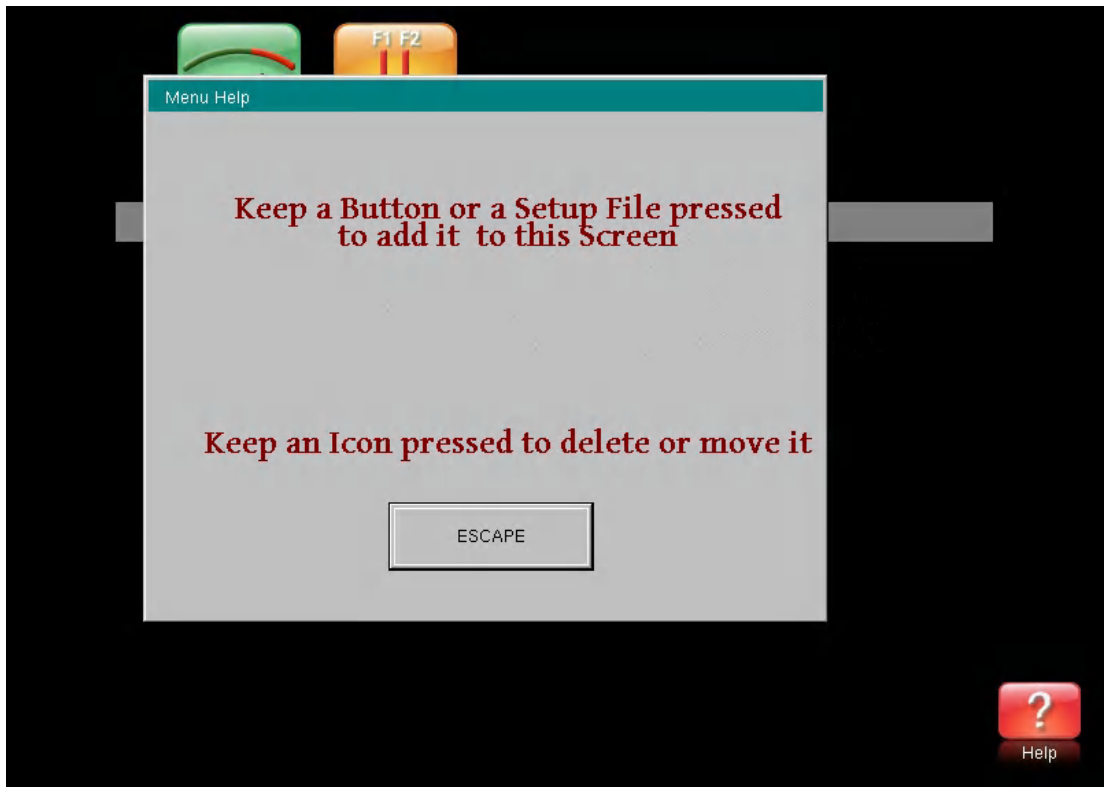 F1 F2
Menu Help
Keep a Button or a Setup File pressed
to add it to this Screen
Keep an Icon pressed to delete or move it
ESCAPE
?
Help